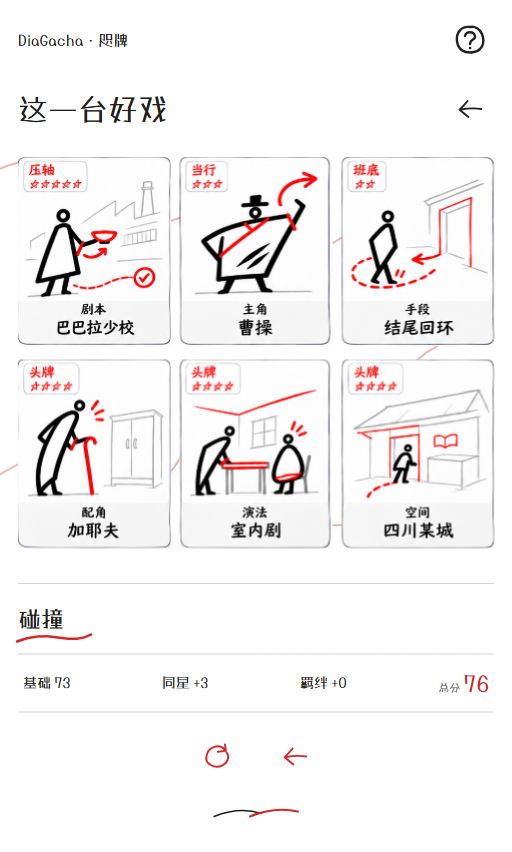 DiaGacha · 咫牌
这一台好戏
压轴
☆☆☆☆☆
剧本
巴巴拉少校
当行
☆☆☆
主角
曹操
班底
☆☆
手段
结尾回环
头牌
☆☆☆☆
配角
加耶夫
头牌
☆☆☆☆
演法
室内剧
头牌
☆☆☆☆
空间
四川某城
碰撞
基础 73
同星 +3
羁绊 +0
总分 76